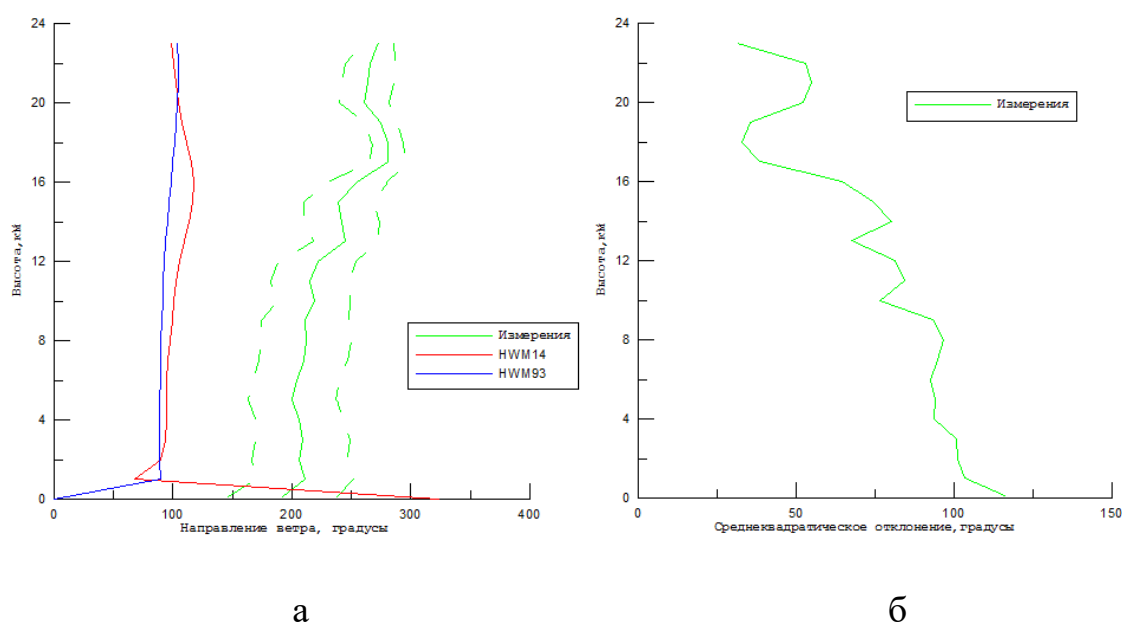 24
20
16
12
8
4
0
Высота, км
0
100
200
300
400
Направление ветра, градусы
Измерения
HWM14
HWM93
а
24
20
16
12
8
4
0
Высота, км
0
50
100
150
Среднеквадратическое отклонение, градусы
Измерения
б